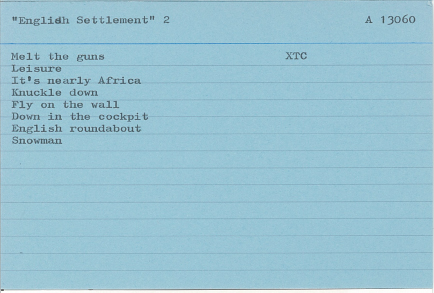 "English Settlement" 2 A 13060
Melt the guns XTC
Leisure
It's nearly Africa
Knuckle down
Fly on the wall
Down in the cockpit
English roundabout
Snowman